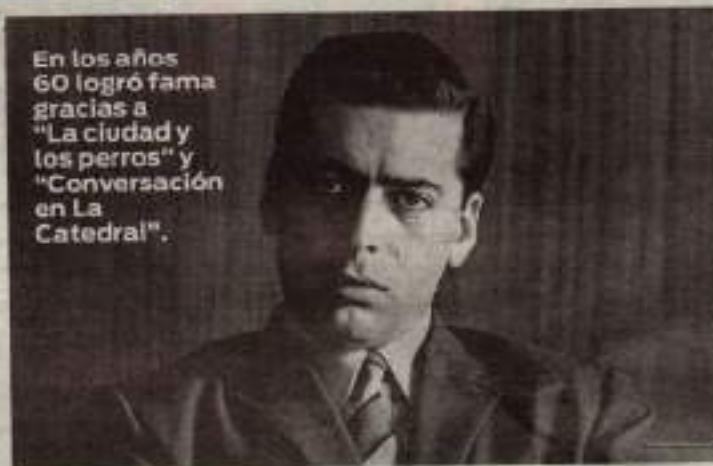 En los años
60 logró fama
gracias a
"La ciudad y
los perros" y
"Conversación
en La
Catedral".